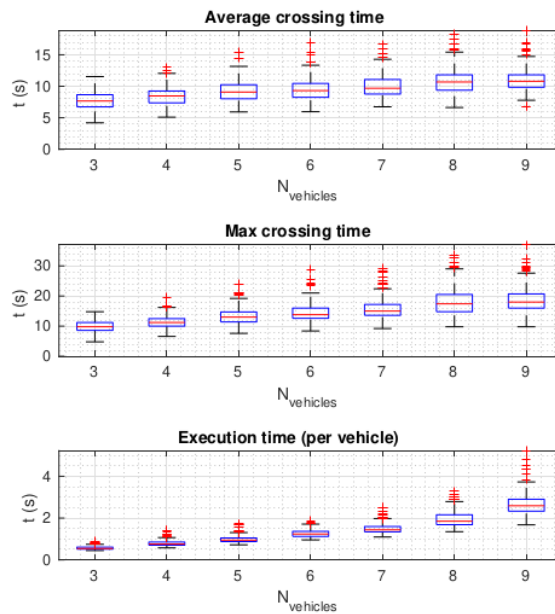 Average crossing time
15
10
5
0
t (s)
3 4 5 6 7 8 9
N_vehicles
Max crossing time
30
20
10
0
t (s)
3 4 5 6 7 8 9
N_vehicles
Execution time (per vehicle)
4
2
0
t (s)
3 4 5 6 7 8 9
N_vehicles